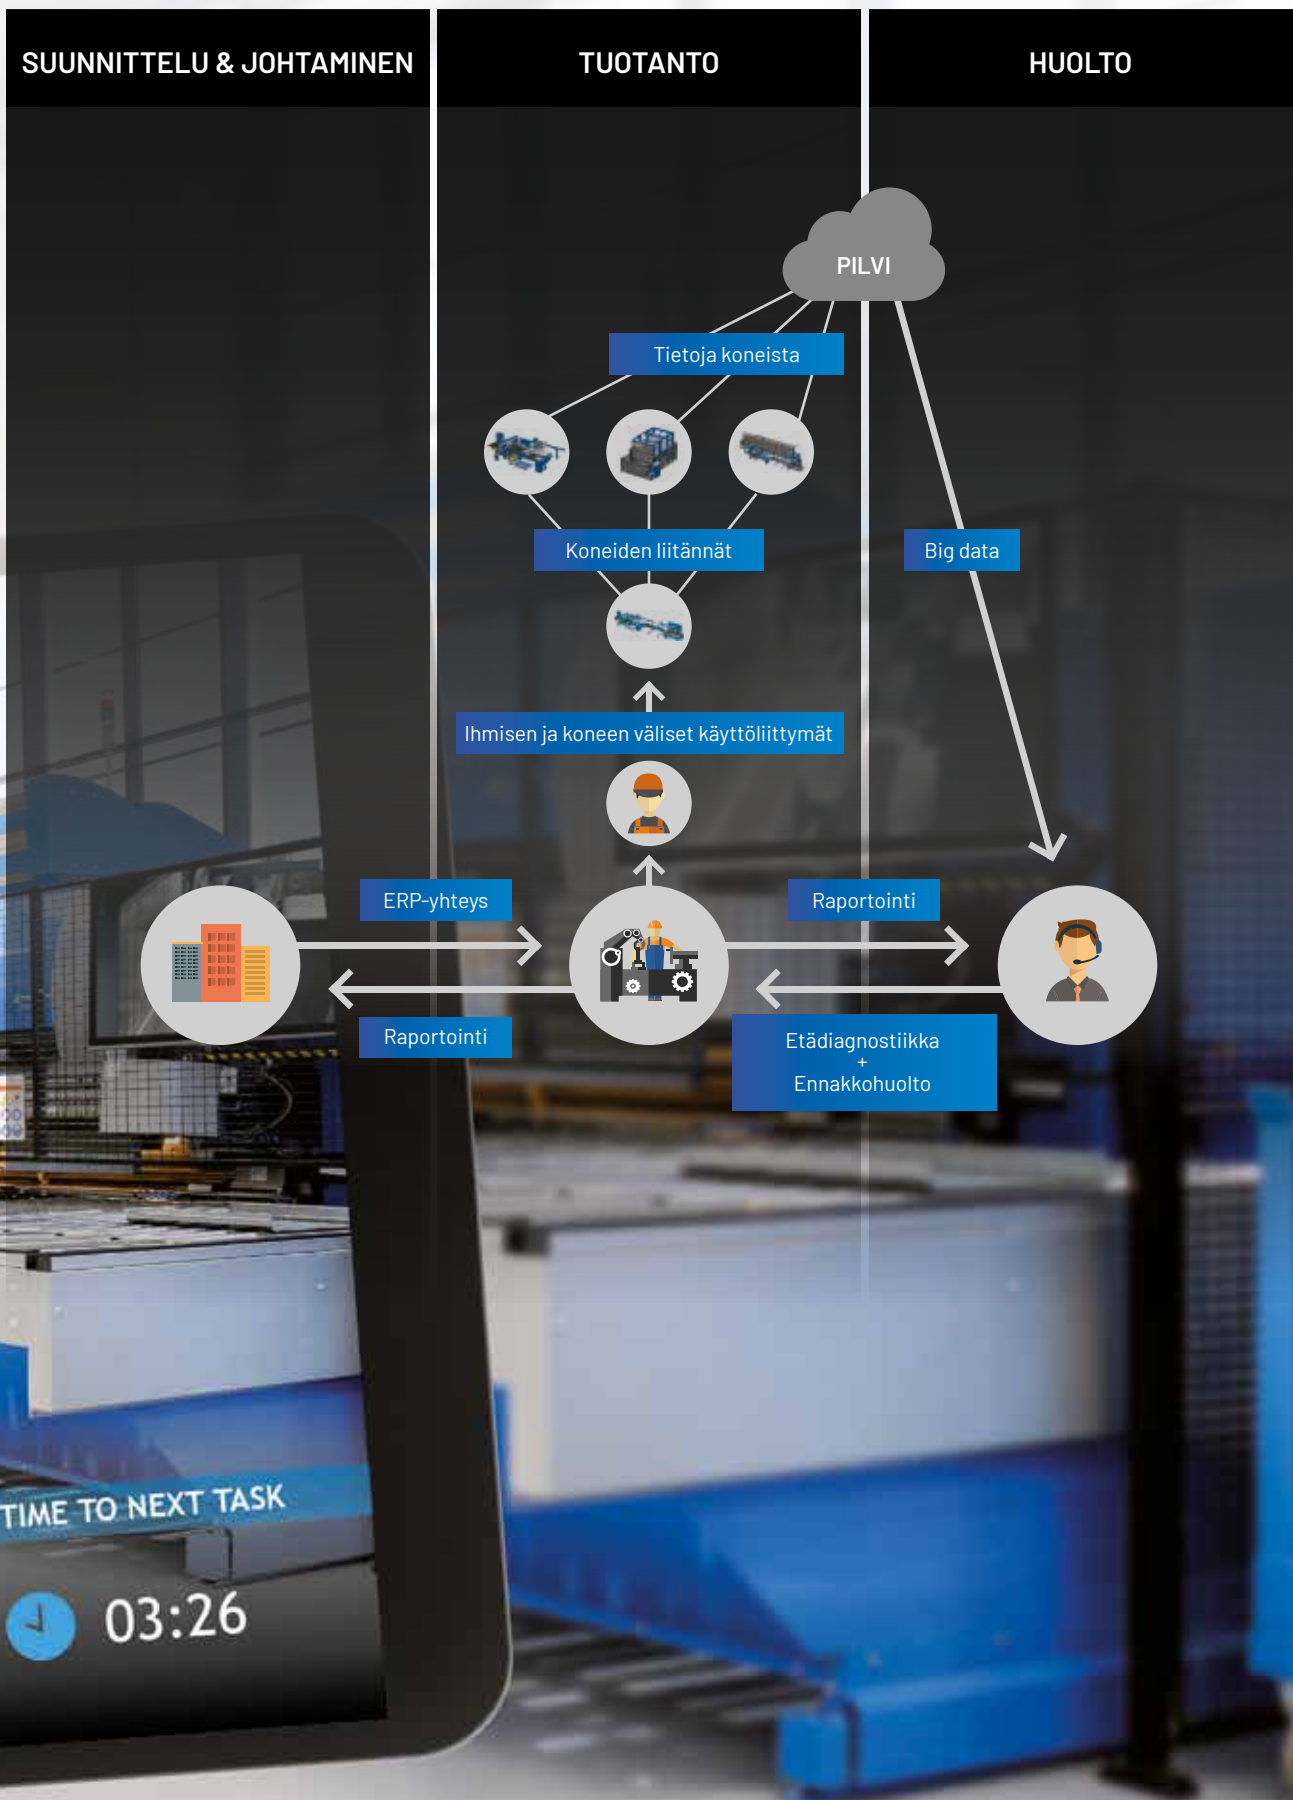 SUUNNITTELU & JOHTAMINEN
TUOTANTO
HUOLTO
PILVI
Tietoja koneista
Koneiden liitännät
Big data
Ihmisen ja koneen väliset käyttöliittymät
ERP-yhteys
Raportointi
Raportointi
Etädiagnostiikka
+
Ennakkohuolto
TIME TO NEXT TASK
03:26